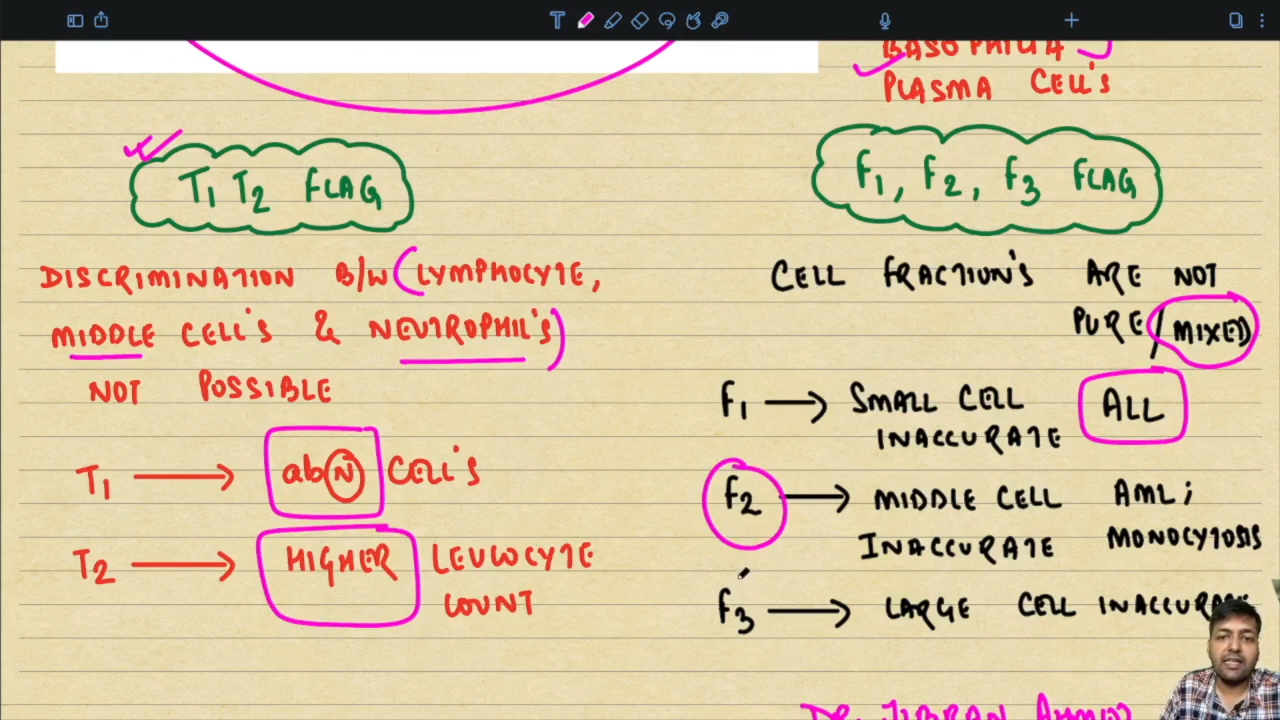 BASOPHILIA
PLASMA CELL'S
T1 T2 FLAG
DISCRIMINATION B/W (LYMPHOCYTE,
MIDDLE CELL'S & NEUTROPHIL'S)
NOT POSSIBLE
T1 → abN CELL'S
T2 → HIGHER LEUCOCYTE
COUNT
F1, F2, F3 FLAG
CELL FRACTION'S ARE NOT
PURE / MIXED
F1 → SMALL CELL ALL
INACCURATE
F2 → MIDDLE CELL AML;
INACCURATE MONOCYTOSIS
F3 → LARGE CELL INACCURATE